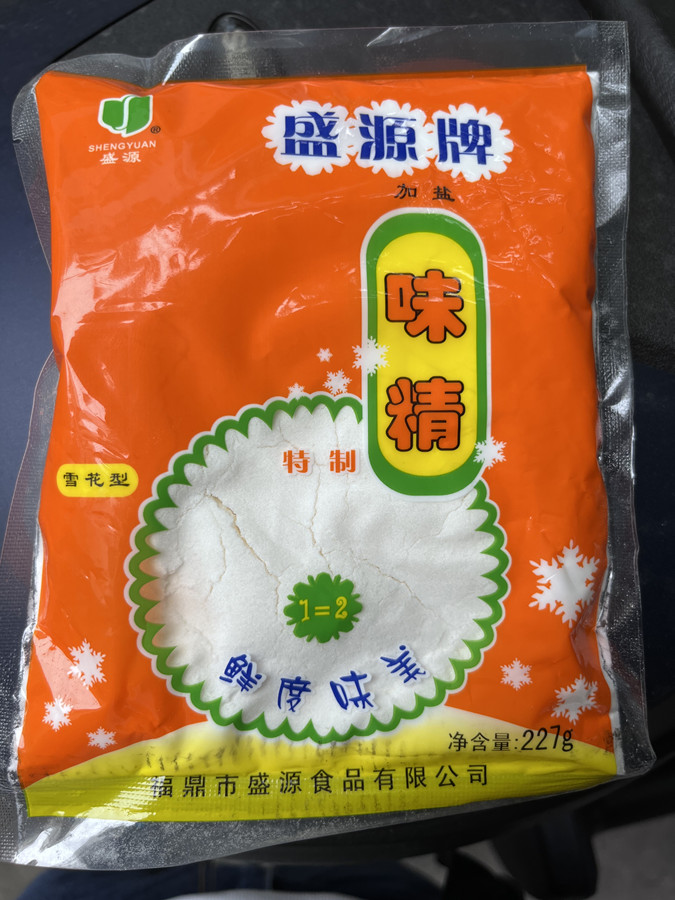 SHENGYUAN®
盛源
盛源牌
加盐
味精
特制
雪花型
1=2
鲜度味美
净含量:227g
福鼎市盛源食品有限公司